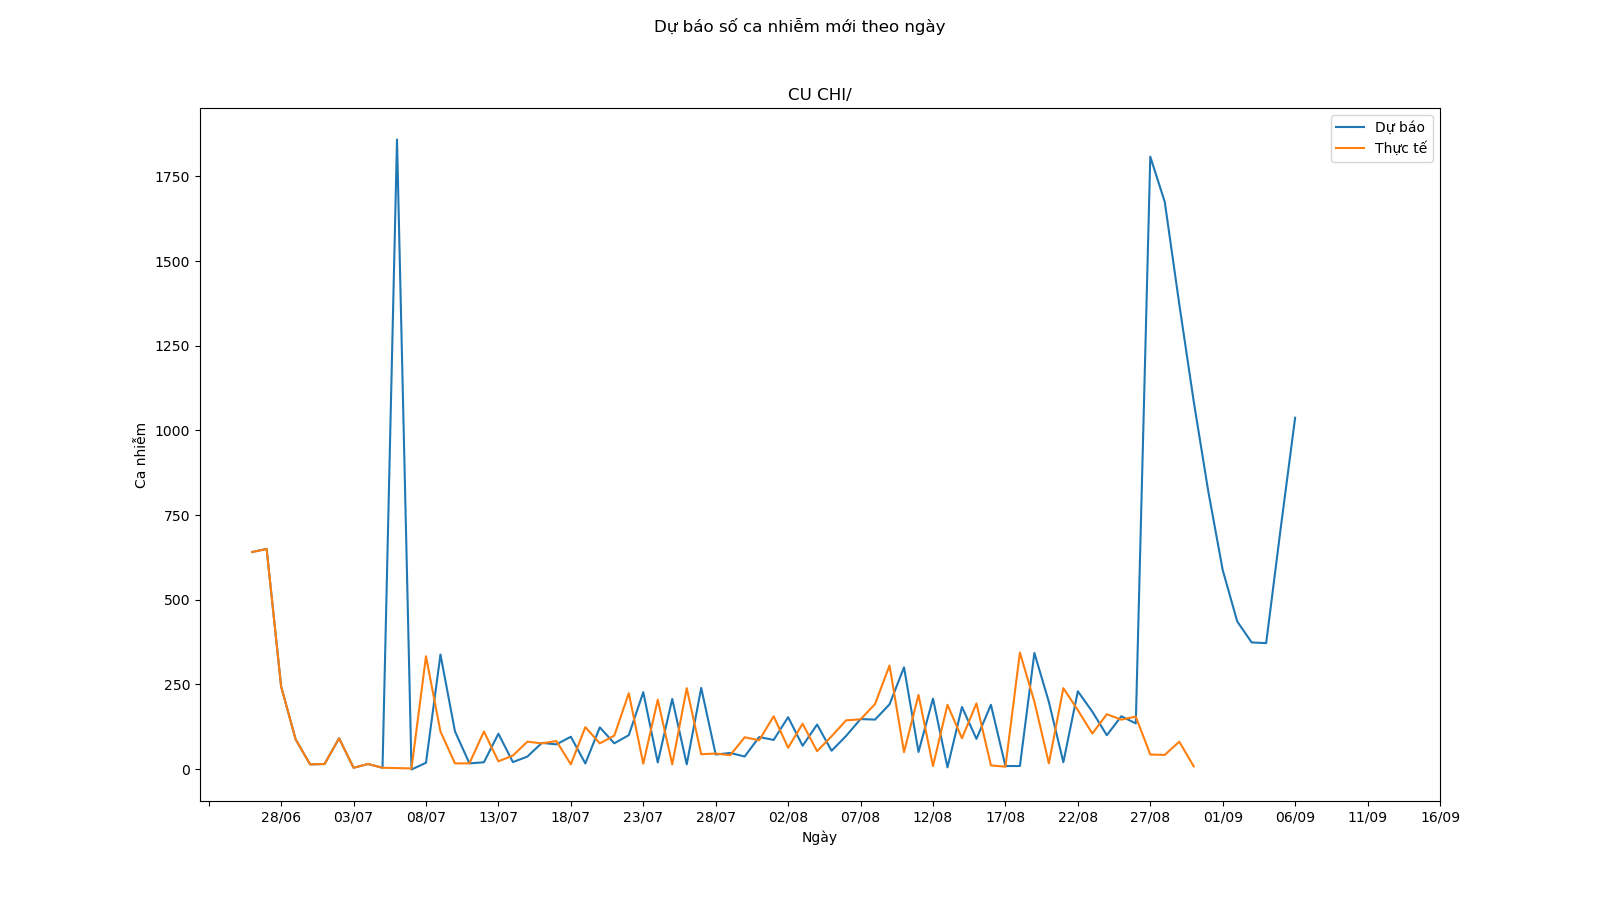 Dự báo số ca nhiễm mới theo ngày
CU CHI/
Dự báo
Thực tế
1750
1500
1250
1000
750
500
250
0
Ca nhiễm
28/06 03/07 08/07 13/07 18/07 23/07 28/07 02/08 07/08 12/08 17/08 22/08 27/08 01/09 06/09 11/09 16/09
Ngày